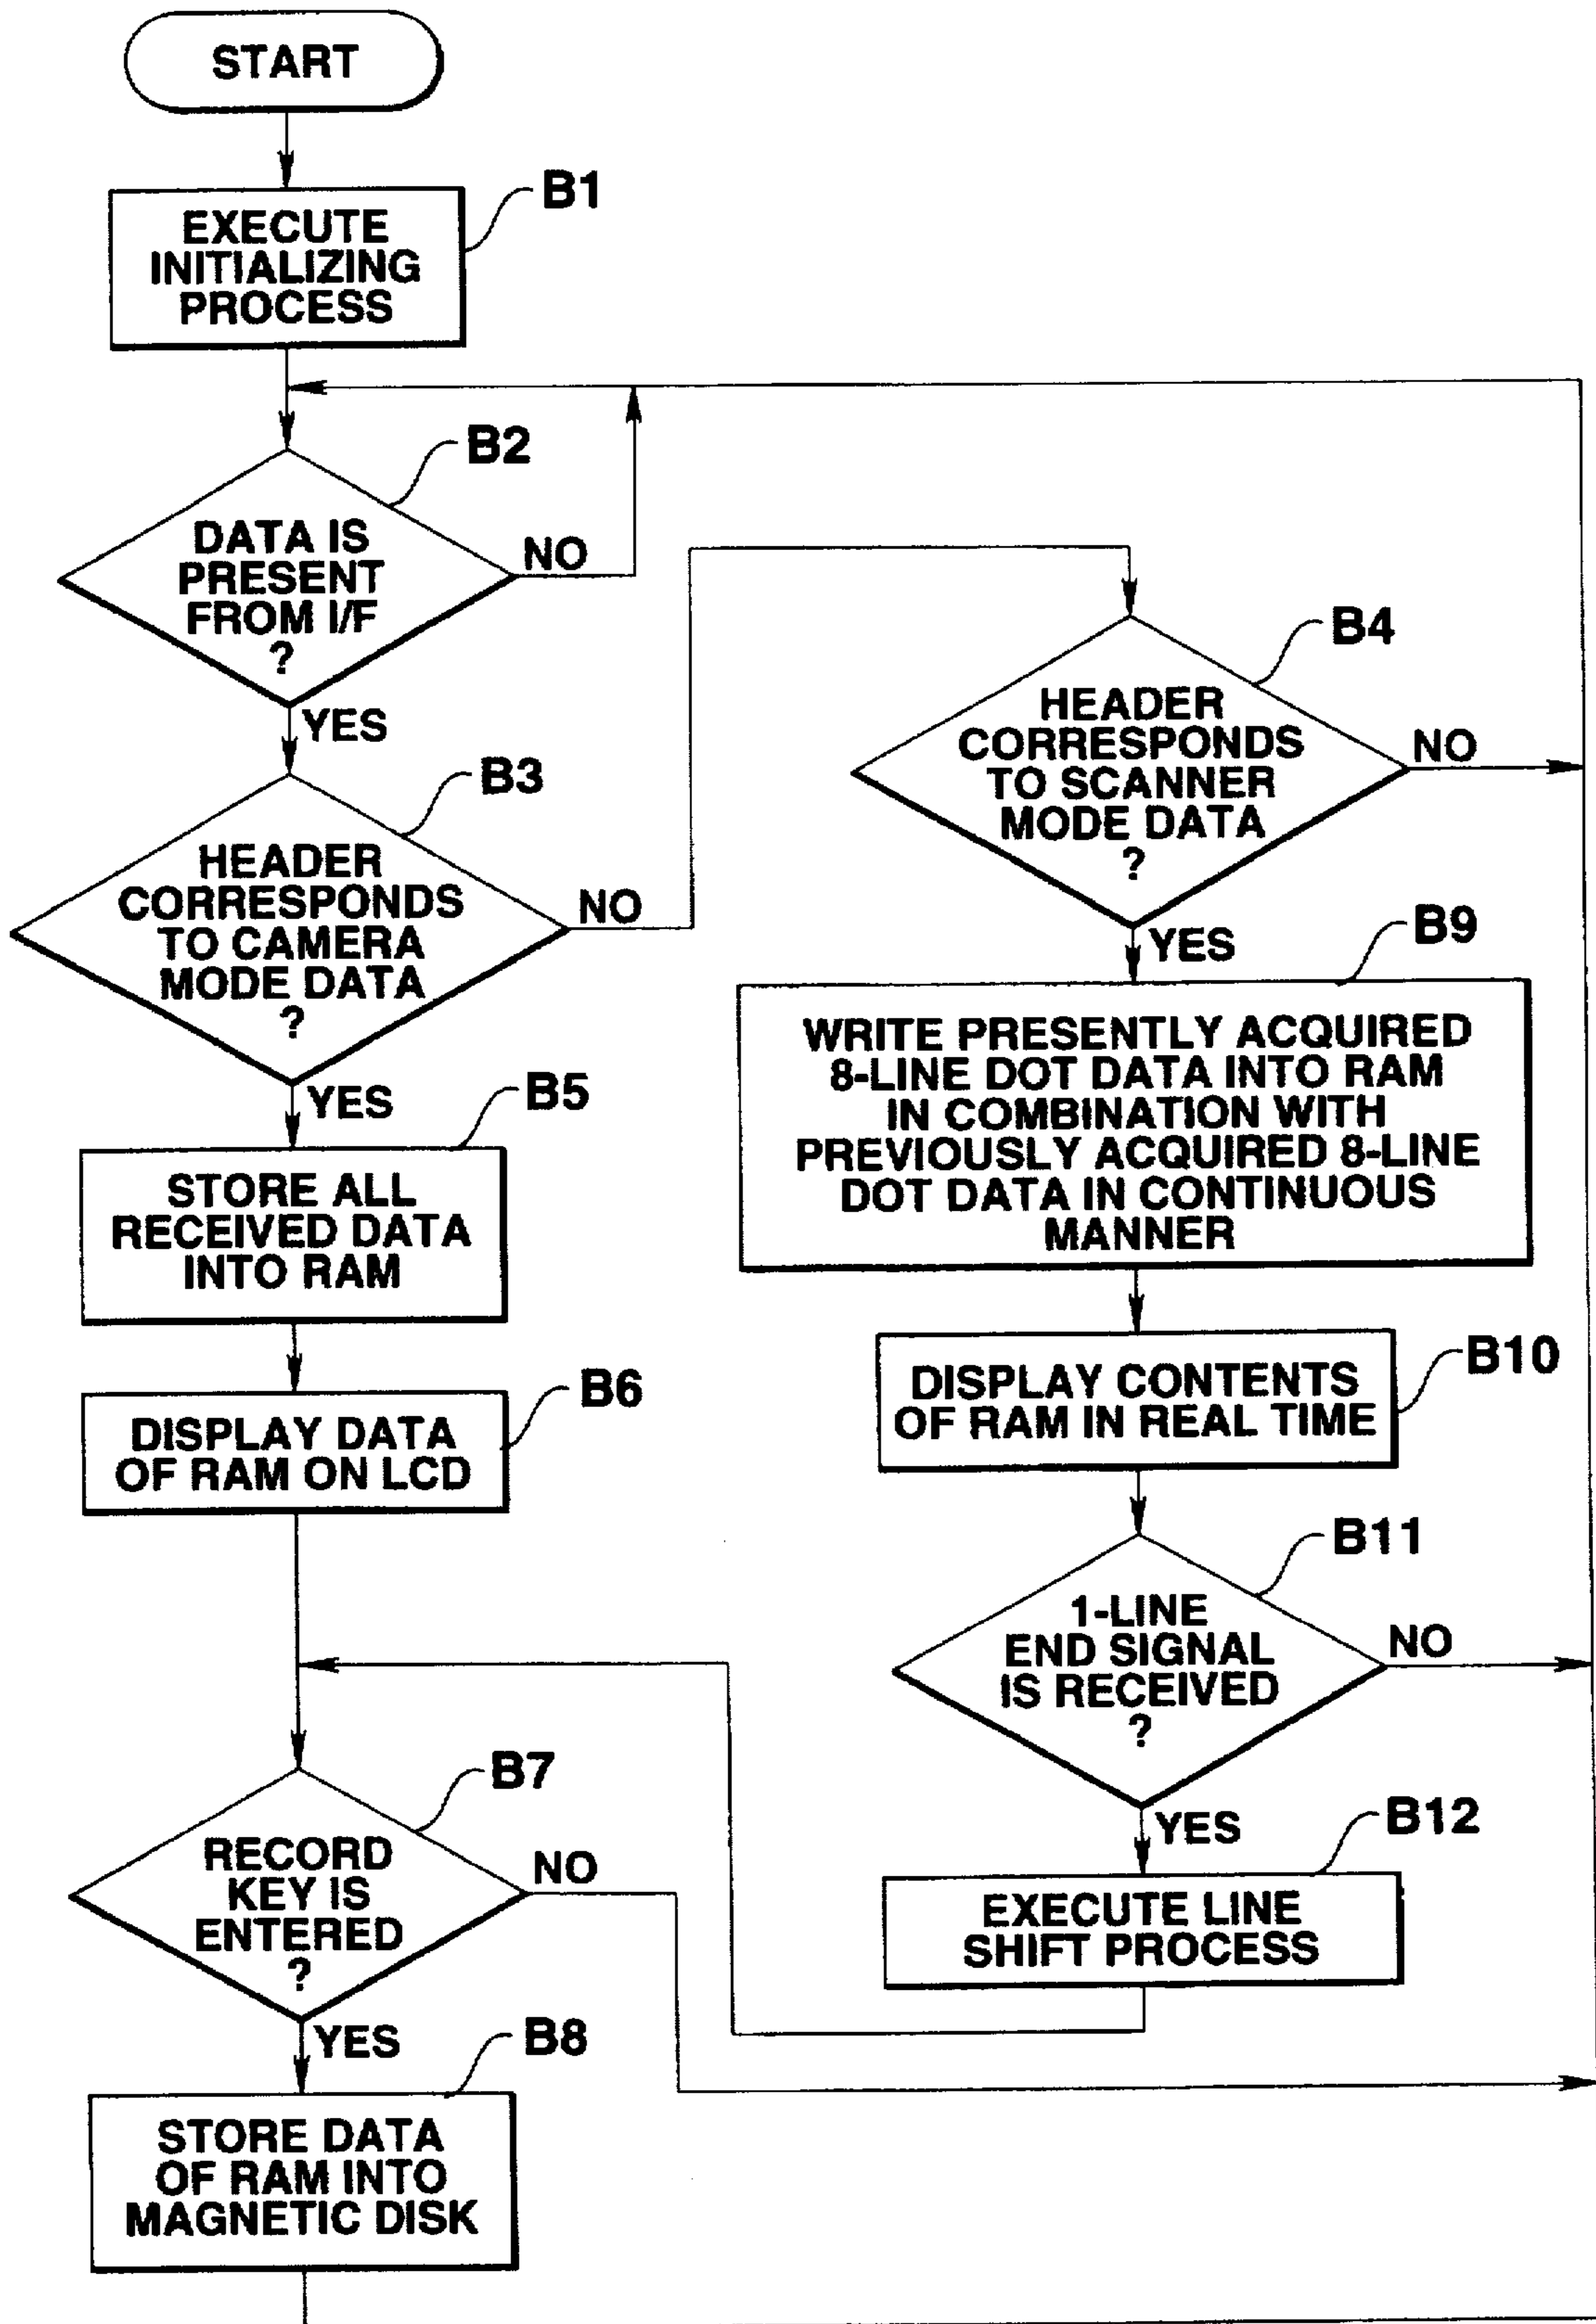 START
B1
EXECUTE
INITIALIZING
PROCESS
B2
DATA IS
PRESENT
FROM I/F
?
NO
YES
B3
HEADER
CORRESPONDS
TO CAMERA
MODE DATA
?
NO
YES
B4
HEADER
CORRESPONDS
TO SCANNER
MODE DATA
?
NO
YES
B5
STORE ALL
RECEIVED DATA
INTO RAM
B6
DISPLAY DATA
OF RAM ON LCD
B7
RECORD
KEY IS
ENTERED
?
NO
YES
B8
STORE DATA
OF RAM INTO
MAGNETIC DISK
B9
WRITE PRESENTLY ACQUIRED
8-LINE DOT DATA INTO RAM
IN COMBINATION WITH
PREVIOUSLY ACQUIRED 8-LINE
DOT DATA IN CONTINUOUS
MANNER
B10
DISPLAY CONTENTS
OF RAM IN REAL TIME
B11
1-LINE
END SIGNAL
IS RECEIVED
?
NO
YES
B12
EXECUTE LINE
SHIFT PROCESS